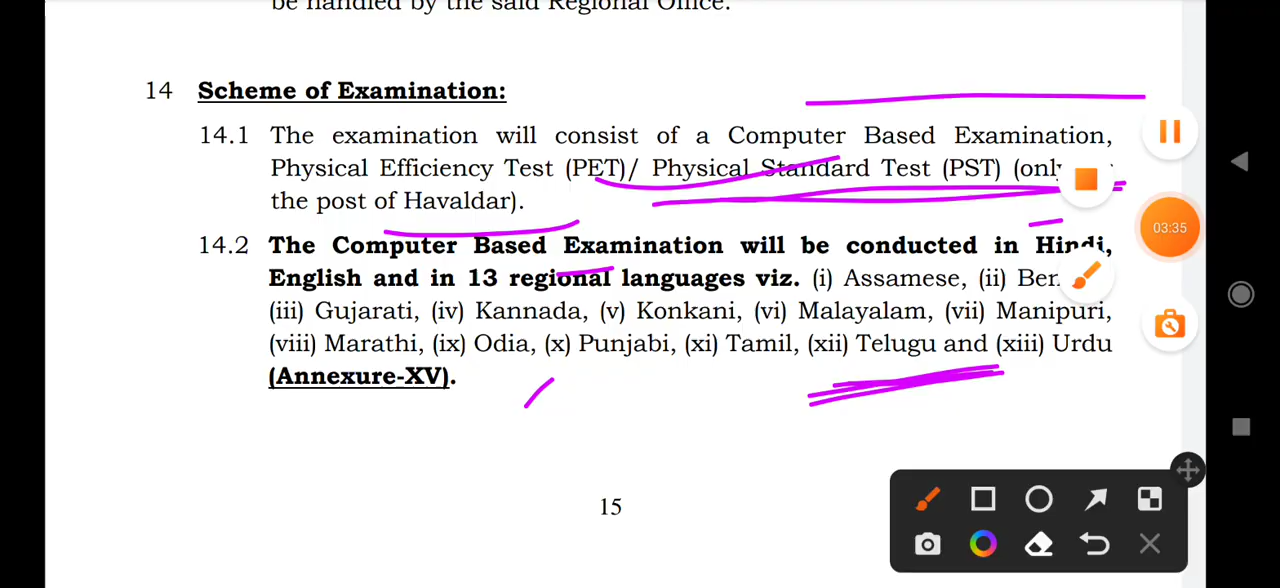 be handled by the said Regional Office.
14 Scheme of Examination:
14.1 The examination will consist of a Computer Based Examination,
Physical Efficiency Test (PET)/ Physical Standard Test (PST) (only
the post of Havaldar).
14.2 The Computer Based Examination will be conducted in Hindi,
English and in 13 regional languages viz. (i) Assamese, (ii)
(iii) Gujarati, (iv) Kannada, (v) Konkani, (vi) Malayalam, (vii) Manipuri,
(viii) Marathi, (ix) Odia, (x) Punjabi, (xi) Tamil, (xii) Telugu and (xiii) Urdu
(Annexure-XV).
15
03:35